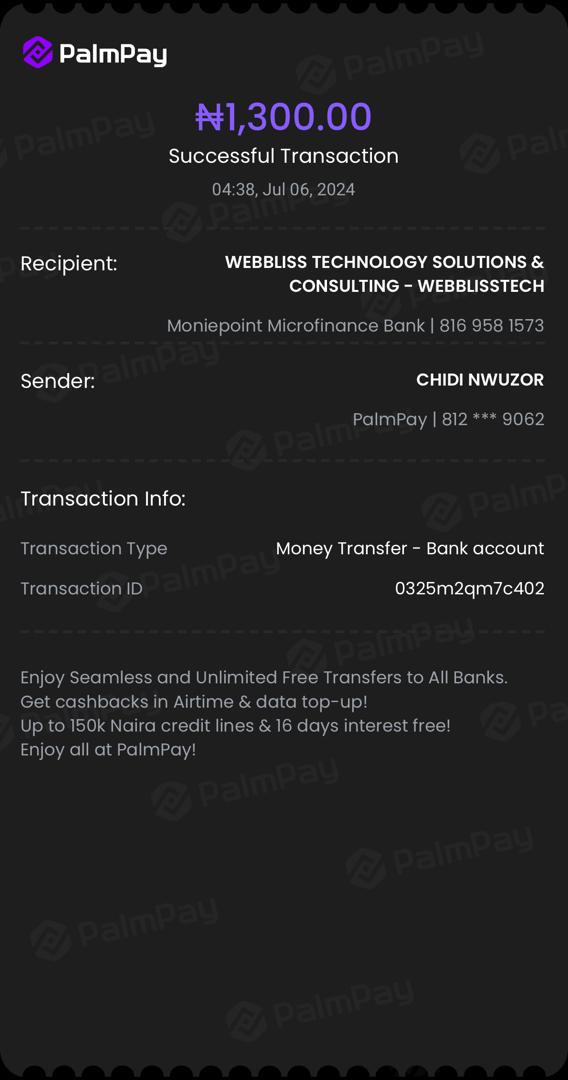 PalmPay
₦1,300.00
Successful Transaction
04:38, Jul 06, 2024
Recipient:
WEBBLISS TECHNOLOGY SOLUTIONS &
CONSULTING - WEBBLISSTECH
Moniepoint Microfinance Bank | 816 958 1573
Sender:
CHIDI NWUZOR
PalmPay | 812 *** 9062
Transaction Info:
Transaction Type
Money Transfer - Bank account
Transaction ID
0325m2qm7c402
Enjoy Seamless and Unlimited Free Transfers to All Banks.
Get cashbacks in Airtime & data top-up!
Up to 150k Naira credit lines & 16 days interest free!
Enjoy all at PalmPay!